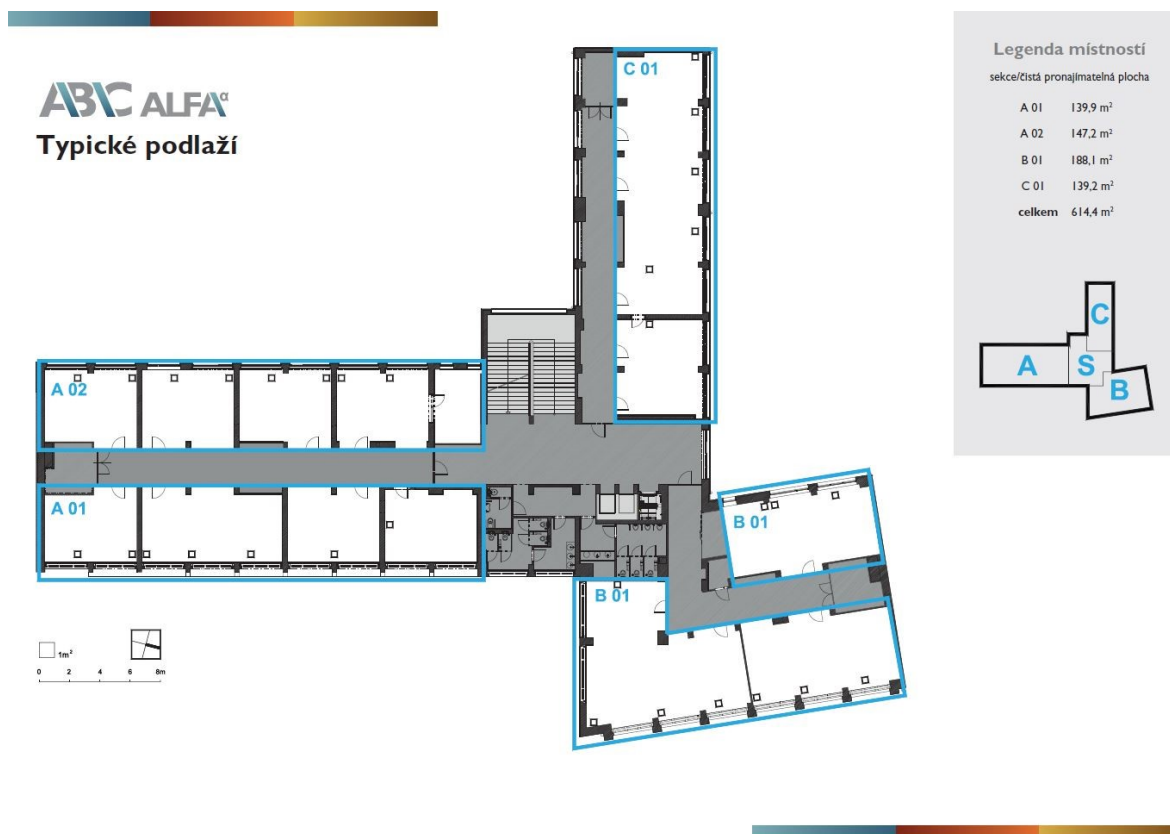 ABC ALFA α
Typické podlaží
Legenda místností
sekce/čistá pronajímatelná plocha
A 01 139,9 m²
A 02 147,2 m²
B 01 188,1 m²
C 01 139,2 m²
celkem 614,4 m²
C 01
A 02
A 01
B 01
B 01
C
A
S
B
1m²
0 2 4 6 8m